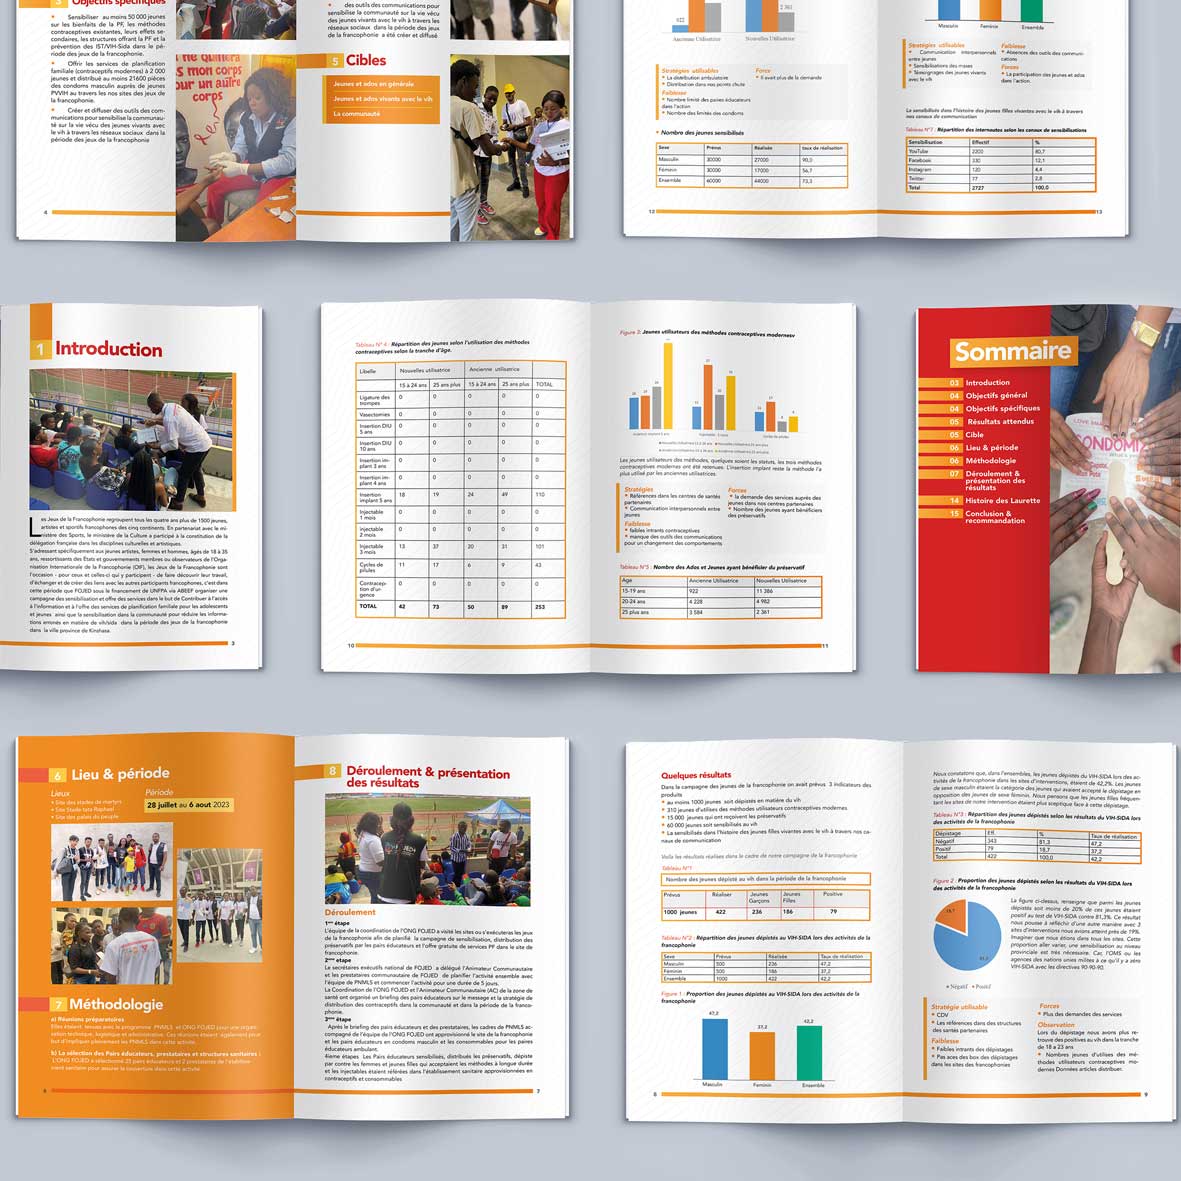 3 Objectifs spécifiques
• Sensibiliser au moins 50 000 jeunes
sur les bienfaits de la PF, les méthodes
contraceptives existantes, leurs effets se-
condaires, les structures offrant la PF et la
prévention des IST/VIH-Sida dans le pé-
riode des jeux de la francophonie.
• Offrir les services de planification
familiale (contraceptifs modernes) à 2 000
jeunes et distribué au moins 21600 pièces
des condoms masculin auprès de jeunes
PVVIH au travers les nos sites des jeux de
la francophonie.
• Créer et diffuser des outils des com-
munications pour sensibilise la communau-
té sur la vie vécu des jeunes vivants avec
le vih à travers les réseaux sociaux dans la
période des jeux de la francophonie
4
mon corps
pour un autre
corps
• des outils des communications pour
sensibilise la communauté sur la vie vécu
des jeunes vivant avec le vih à travers les
réseaux sociaux dans la période des jeux
de la francophonie a été créer et diffusé
5 Cibles
Jeunes et ados en générale
Jeunes et ados vivants avec le vih
La communauté
922
2 361
Ancienne Utilisatrice Nouvelles Utilisatrice
Stratégies utilisables
• La distribution ambulatoire
• Distribution dans nos points chute
Faiblesse
• Nombre limité des paires éducateurs
dans l'action
• Nombre limités des condoms
Force
• Il avait plus de la demande
• Nombre des jeunes sensibilisés
Sexe Prévus Réalisée taux de réalisation
Masculin 30000 27000 90,0
Féminin 30000 17000 56,7
Ensemble 60000 44000 73,3
12
Masculin Feminin Ensemble
Stratégies utilisables
• Communication interpersonnels
entre jeunes
• Sensibilisations des mases
• Témoignages des jeunes vivants
avec le vih
Faiblesse
• Absences des outils des communi-
cations
Forces
• La participation des jeunes et ados
dans l'action.
La sensibilisés dans l'histoire des jeunes filles vivantes avec le vih à travers
nos canaux de communication
Tableau N°7 : Répartition des internautes selon les canaux de sensibilisations
Sensibilisation Effectif %
YouTube 2200 80,7
Facebook 330 12,1
Instagram 120 4,4
Twitter 77 2,8
Total 2727 100,0
13
1 Introduction
Les Jeux de la Francophonie regroupent tous les quatre ans plus de 1500 jeunes,
artistes et sportifs francophones des cinq continents. En partenariat avec le mi-
nistère des Sports, le ministère de la Culture a participé à la constitution de la
délégation française dans les disciplines culturelles et artistiques.
S'adressant spécifiquement aux jeunes artistes, femmes et hommes, âgés de 18 à 35
ans, ressortissants des États et gouvernements membres ou observateurs de l'Orga-
nisation Internationale de la Francophonie (OIF), les Jeux de la Francophonie sont
l'occasion - pour ceux et celles-ci qui y participent - de faire découvrir leur travail,
d'échanger et de créer des liens avec les autres participants francophones, c'est dans
cette période que FOJED sous le financement de UNFPA via ABEEF organiser une
campagne des sensibilisation et offre des services dans le but de Contribuer à l'accès
à l'information et à l'offre des services de planification familiale pour les adolescents
et jeunes ainsi que la sensibilisation dans la communauté pour réduire les informa-
tions erronés en matière de vih/sida dans la période des jeux de la francophonie
dans la ville province de Kinshasa.
3
Tableau N° 4 : Répartition des jeunes selon l'utilisation des méthodes
contraceptives selon la tranche d'âge.
Libelle Nouvelles utilisatrice Ancienne utilisatrice
15 à 24 ans 25 ans plus 15 à 24 ans 25 ans plus TOTAL
Ligature des trompes 0 0 0 0 0
Vasectomies 0 0 0 0 0
Insertion DIU 5 ans 0 0 0 0 0
Insertion DIU 10 ans 0 0 0 0 0
Insertion im-plant 3 ans 0 0 0 0 0
Insertion im-plant 4 ans 0 0 0 0 0
Insertion implant 5 ans 18 19 24 49 110
Injectable 1 mois 0 0 0 0 0
Injectable 2 mois 0 0 0 0 0
Injectable 3 mois 13 37 20 31 101
Cycles de pilules 11 17 6 9 43
Contracep-tion d'ur-gence 0 0 0 0 0
TOTAL 42 73 50 89 253
10
Figure 3: Jeunes utilisateurs des méthodes contraceptives modernesv
Les jeunes utilisateurs des méthodes, quelques soient les statuts, les trois méthodes
contraceptives modernes ont été retenues. L'insertion implant reste la méthode l'a
plus utilisé par les anciennes utilisatrices.
Stratégies
• Références dans les centres de santés
partenaires
• Communication interpersonnels entre
jeunes
Faiblesse
• faibles intrants contraceptives
• manque des outils des communications
pour un changement des comportements
Forces
• la demande des services auprès des
jeunes dans nos centres partenaires
• Nombre des jeunes ayant bénéficiers
des préservatifs
Tableau N°5 : Nombre des Ados et Jeunes ayant bénéficier du préservatif
Age Ancienne Utilisatrice Nouvelles Utilisatrice
15-19 ans 922 11 386
20-24 ans 4 228 4 982
25 ans plus 3 584 2 361
11
Sommaire
03 Introduction
04 Objectifs général
04 Objectifs spécifiques
05 Résultats attendus
05 Cible
06 Lieu & période
06 Méthodologie
07 Déroulement &
présentation des
résultats
14 Histoire des Laurette
15 Conclusion &
recommandation
6 Lieu & période
Lieux
• Site des stades de martyrs
• Site Stade tata Raphael
• Site des palais du peuple
Période
28 juillet au 6 aout 2023
7 Méthodologie
a) Réunions préparatoires
Elles étaient tenues avec le programme PNMLS et ONG FOJED pour une organi-
sation technique, logistique et administrative. Ces réunions étaient également pour
but d'impliquer pleinement les PNMLS dans cette activité.
b) La sélection des Pairs éducateurs, prestataires et structures sanitaires :
L'ONG FOJED a sélectionné 25 pairs éducateurs et 2 prestataires de l'établisse-
ment sanitaire pour assurer la couverture dans cette activité
6
8 Déroulement & présentation
des résultats
Déroulement
1ère étape
L'équipe de la coordination de l'ONG FOJED a visité les sites ou s'exécuteras les jeux
de la francophonie afin de planifié la campagne de sensibilisation, distribution des
préservatifs par les pairs éducateurs et l'offre gratuite de services PF dans le site de
francophonie.
2ème étape
Le secrétaires exécutifs national de FOJED a délégué l'Animateur Communautaire
et les prestataires communautaire de FOJED de planifier l'activité ensemble avec
l'équipe de PNMLS et commencer l'activité pour une durée de 5 jours.
La Coordination de l'ONG FOJED et l'Animateur Communautaire (AC) de la zone de
santé ont organisé un briefing des pairs éducateurs sur le message et la stratégie de
distribution des contraceptifs dans la communauté et dans la période de la franco-
phonie.
3ème étape
Après le briefing des pairs éducateurs et des prestataires, les cadres de PNMLS ac-
compagné de l'équipe de l'ONG FOJED ont approvisionné le site de la francophonie
et les pairs éducateurs en condoms masculin et les consommables pour les paires
éducateurs ambulant.
4ieme étapes Les Pairs éducateurs sensibilisés, distribués les préservatifs, dépiste
par contre les femmes et jeunes filles qui acceptaient les méthodes à longue durée
et les injectables étaient référées dans l'établissement sanitaire approvisionnées en
contraceptifs et consommables
7
Quelques résultats
Dans la campagne des jeunes de la francophonie on avait prévus 3 indicateurs des
produits
• au moins 1000 jeunes soit dépistés en matière du vih
• 310 jeunes d'utilises des méthodes utilisateurs contraceptives modernes
• 15 000 jeunes qui ont reçoivent les préservatifs
• 60 000 jeunes soit sensibilisés au vih
• La sensibilisés dans l'histoire des jeunes filles vivantes avec le vih à travers nos ca-
naux de communication
Voila les résultats réalisés dans le cadre de notre campagne de la francophonie
Tableau N°1
Nombre des jeunes dépisté au vih dans la période de la francophonie
Prévus Réaliser Jeunes Garçons Jeunes Filles Positive
1000 jeunes 422 236 186 79
Tableau N°2 : Répartition des jeunes dépistés au VIH-SIDA lors des activités de la
francophonie
Sexe Prévus Réalisée Taux de réalisation
Masculin 500 236 47,2
Féminin 500 186 37,2
Ensemble 1000 422 42,2
Figure 1 : Proportion des jeunes dépistés au VIH-SIDA lors des activités de la
francophonie
47,2 37,2 42,2
Masculin Feminin Ensemble
8
Nous constatons que, dans l'ensembles, les jeunes dépistés du VIH-SIDA lors des ac-
tivités de la francophonie dans les sites d'intervention, étaient de 42,2%. Les jeunes
de sexe masculin étaient la catégorie des jeunes qui avaient accepté le dépistage en
opposition des jeunes de sexe féminin. Nous pensons que les jeunes filles fréquen-
tant les sites de notre intervention étaient plus sceptique face à cette dépistage.
Tableau N°3 : Répartition des jeunes dépistés selon les résultats du VIH-SIDA lors
des activités de la francophonie
Dépistage Eff. % Taux de réalisation
Négatif 343 81,3 47,2
Positif 79 18,7 37,2
Total 422 100,0 42,2
Figure 2 : Proportion des jeunes dépistés selon les résultats du VIH-SIDA lors
des activités de la francophonie
18,7
81,3
• Négatif • Positif
La figure ci-dessus, renseigne que parmi les jeunes
dépistés soit moins de 20% de ces jeunes étaient
positif au test du VIH-SIDA contre 81,3%. Ce résultat
nous pousse à réfléchir d'une autre manière avec 3
sites d'interventions nous avions atteint près de 19%.
Imaginer que nous étions dans tous les sites. Cette
proportion aller varier, une sensibilisation au niveau
provinciale est très nécessaire. Car, l'OMS ou les
agences des nations unies milites à ce qu'il y a zéro
VIH-SIDA avec les directives 90-90-90.
Stratégie utilisable
• CDV
• Les références dans des structures
des santés partenaires
Faiblesse
• Faibles intrants des dépistages
• Pas aces des box des dépistages
dans les sites des francophonies
Forces
• Plus des demandes des services
Observation
Lors du dépistage nous avons plus re-
trouve des positives au vih dans la tranche
de 18 a 23 ans
• Nombres jeunes d'utilises des mé-
thodes utilisateurs contraceptives mo-
dernes Données articles distribuer.
9